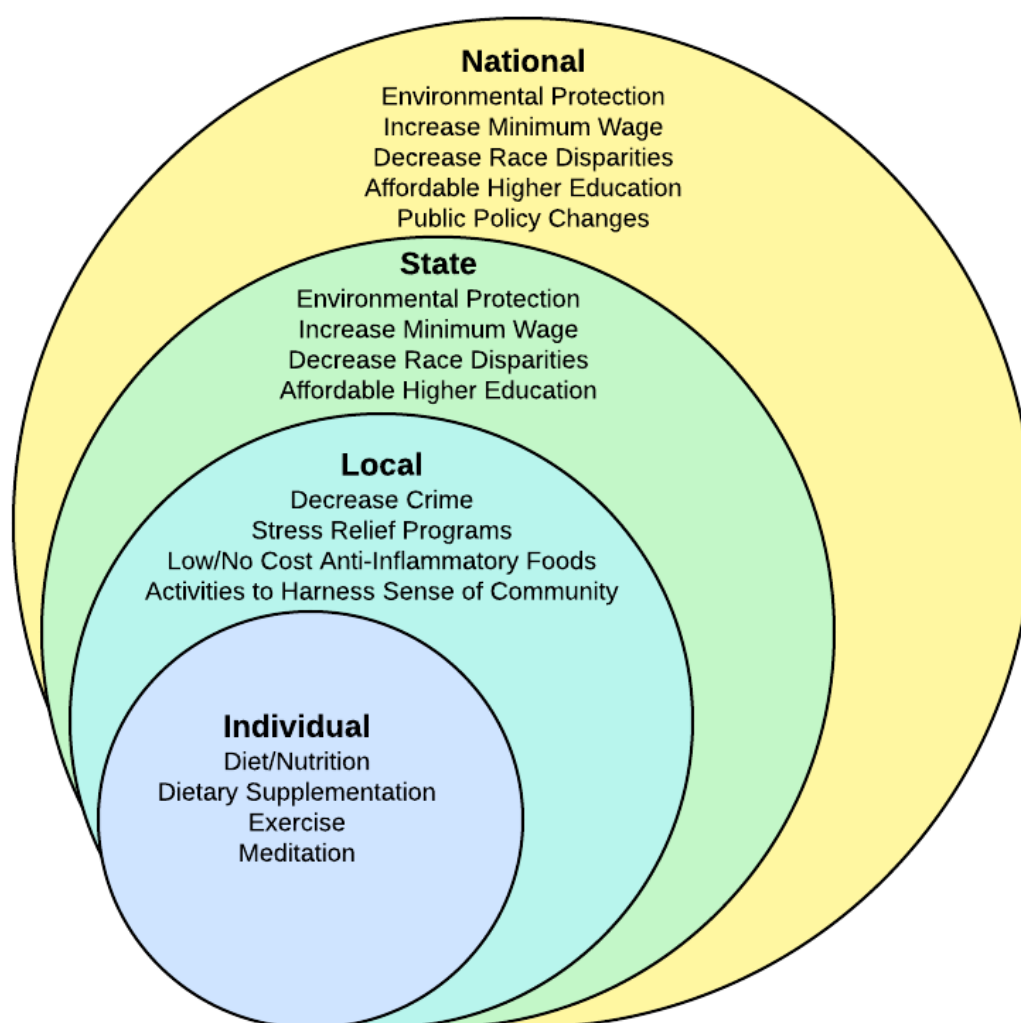 National
Environmental Protection
Increase Minimum Wage
Decrease Race Disparities
Affordable Higher Education
Public Policy Changes
State
Environmental Protection
Increase Minimum Wage
Decrease Race Disparities
Affordable Higher Education
Local
Decrease Crime
Stress Relief Programs
Low/No Cost Anti-Inflammatory Foods
Activities to Harness Sense of Community
Individual
Diet/Nutrition
Dietary Supplementation
Exercise
Meditation